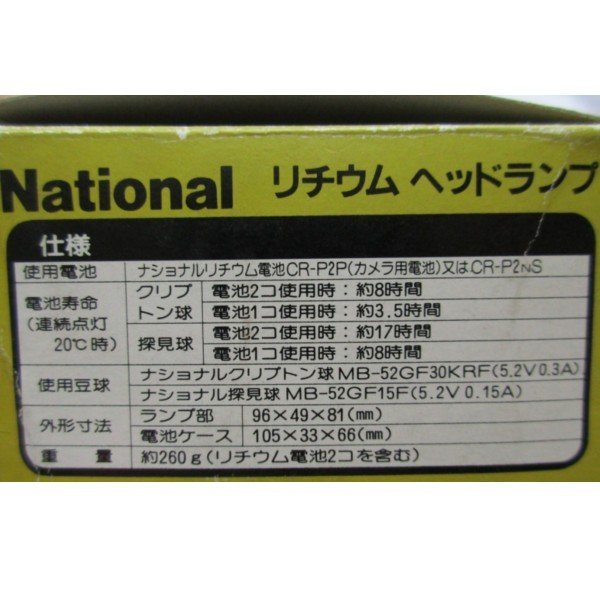 National リチウム ヘッドランプ
仕様
使用電池 ナショナルリチウム電池CR-P2P(カメラ用電池)又はCR-P2NS
電池寿命 (連続点灯 20℃時) クリプトン球 電池2コ使用時：約8時間
電池1コ使用時：約3.5時間
探見球 電池2コ使用時：約17時間
電池1コ使用時：約8時間
使用豆球 ナショナルクリプトン球MB-52GF30KRF(5.2V0.3A)
ナショナル探見球MB-52GF15F(5.2V 0.15A)
外形寸法 ランプ部 96×49×81(mm)
電池ケース 105×33×66(mm)
重量 約260g(リチウム電池2コを含む)